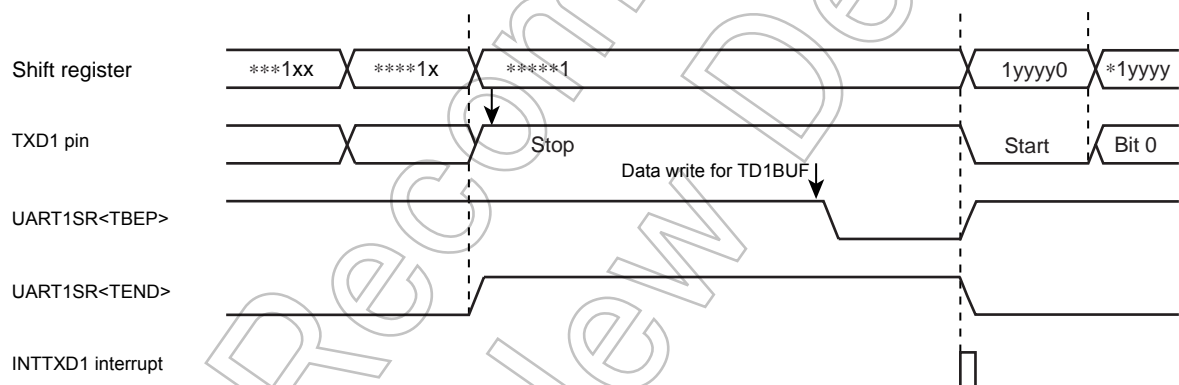 Shift register ***1xx ****1x *****1 1yyyy0 *1yyyy
TXD1 pin Stop Start Bit 0
Data write for TD1BUF
UART1SR<TBEP>
UART1SR<TEND>
INTTXD1 interrupt